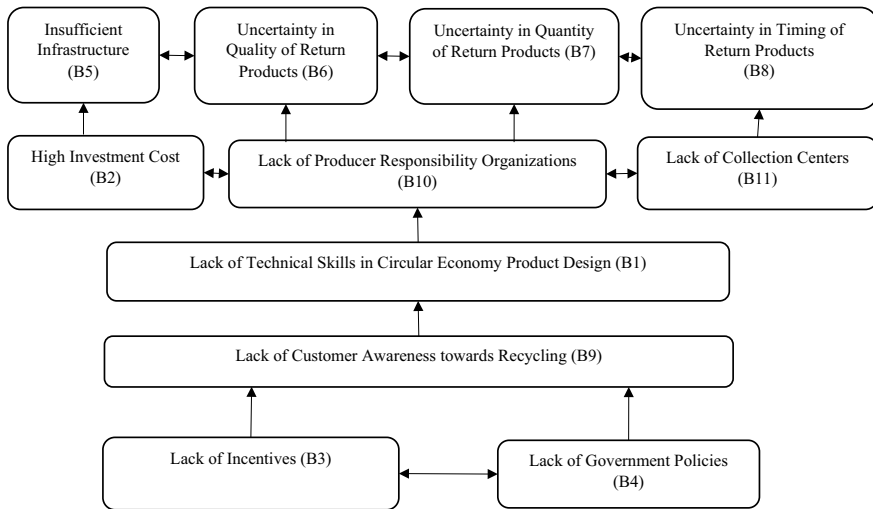 Insufficient
Infrastructure
(B5)
Uncertainty in
Quality of Return
Products (B6)
Uncertainty in Quantity
of Return Products (B7)
Uncertainty in Timing of
Return Products
(B8)
High Investment Cost
(B2)
Lack of Producer Responsibility Organizations
(B10)
Lack of Collection Centers
(B11)
Lack of Technical Skills in Circular Economy Product Design (B1)
Lack of Customer Awareness towards Recycling (B9)
Lack of Incentives (B3)
Lack of Government Policies
(B4)